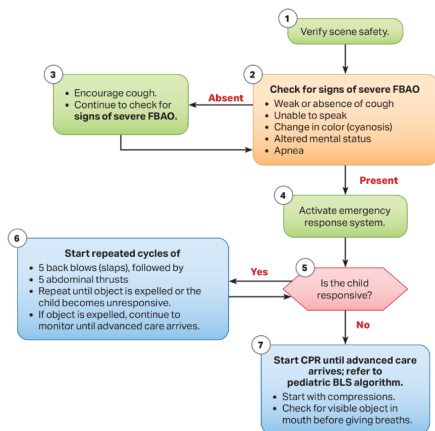 1
Verify scene safety.
2
Check for signs of severe FBAO
• Weak or absence of cough
• Unable to speak
• Change in color (cyanosis)
• Altered mental status
• Apnea
Absent
3
• Encourage cough.
• Continue to check for
signs of severe FBAO.
Present
4
Activate emergency
response system.
5
Is the child
responsive?
Yes
6
Start repeated cycles of
• 5 back blows (slaps), followed by
• 5 abdominal thrusts
• Repeat until object is expelled or the
child becomes unresponsive.
• If object is expelled, continue to
monitor until advanced care arrives.
No
7
Start CPR until advanced care
arrives; refer to
pediatric BLS algorithm.
• Start with compressions.
• Check for visible object in
mouth before giving breaths.